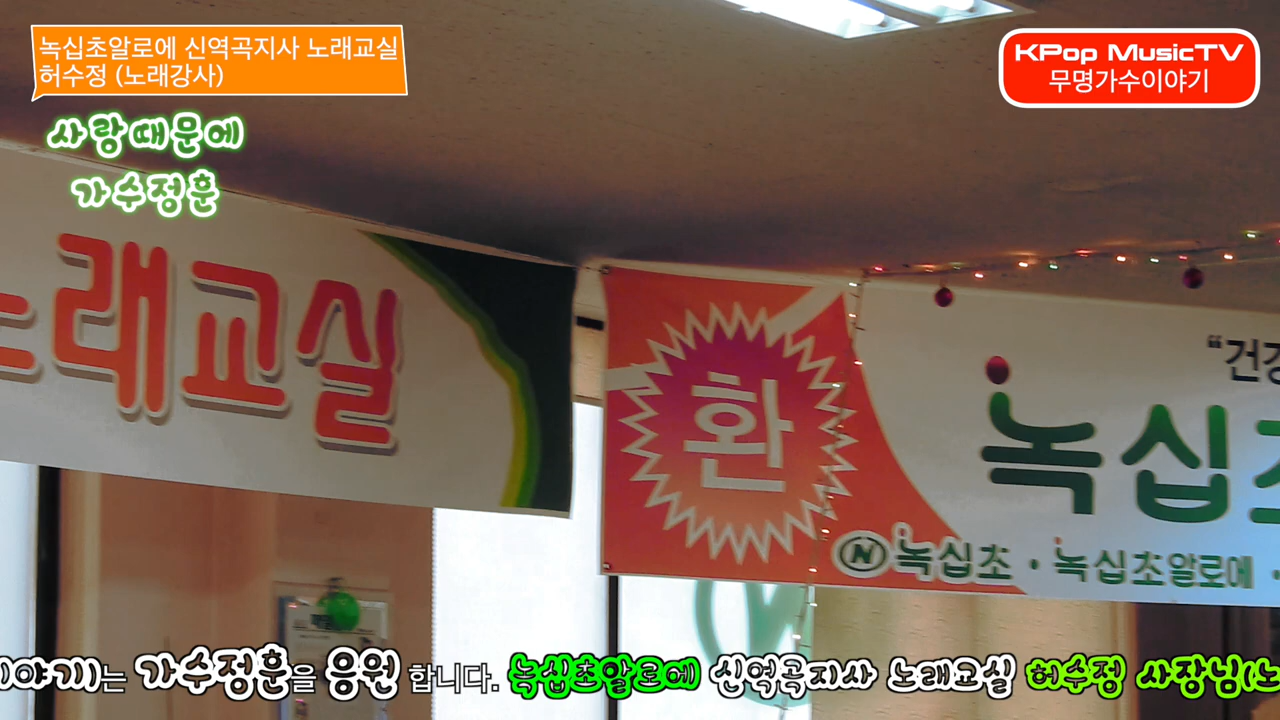 녹십초알로에 신역곡지사 노래교실
허수정 (노래강사)
KPop MusicTV
무명가수이야기
사랑때문에
가수정훈
노래교실
환
“건강
녹십초
N 녹십초 · 녹십초알로에 ·
이야기)는 가수정훈을 응원 합니다. 녹십초알로에 신역곡지사 노래교실 허수정 사장님(노